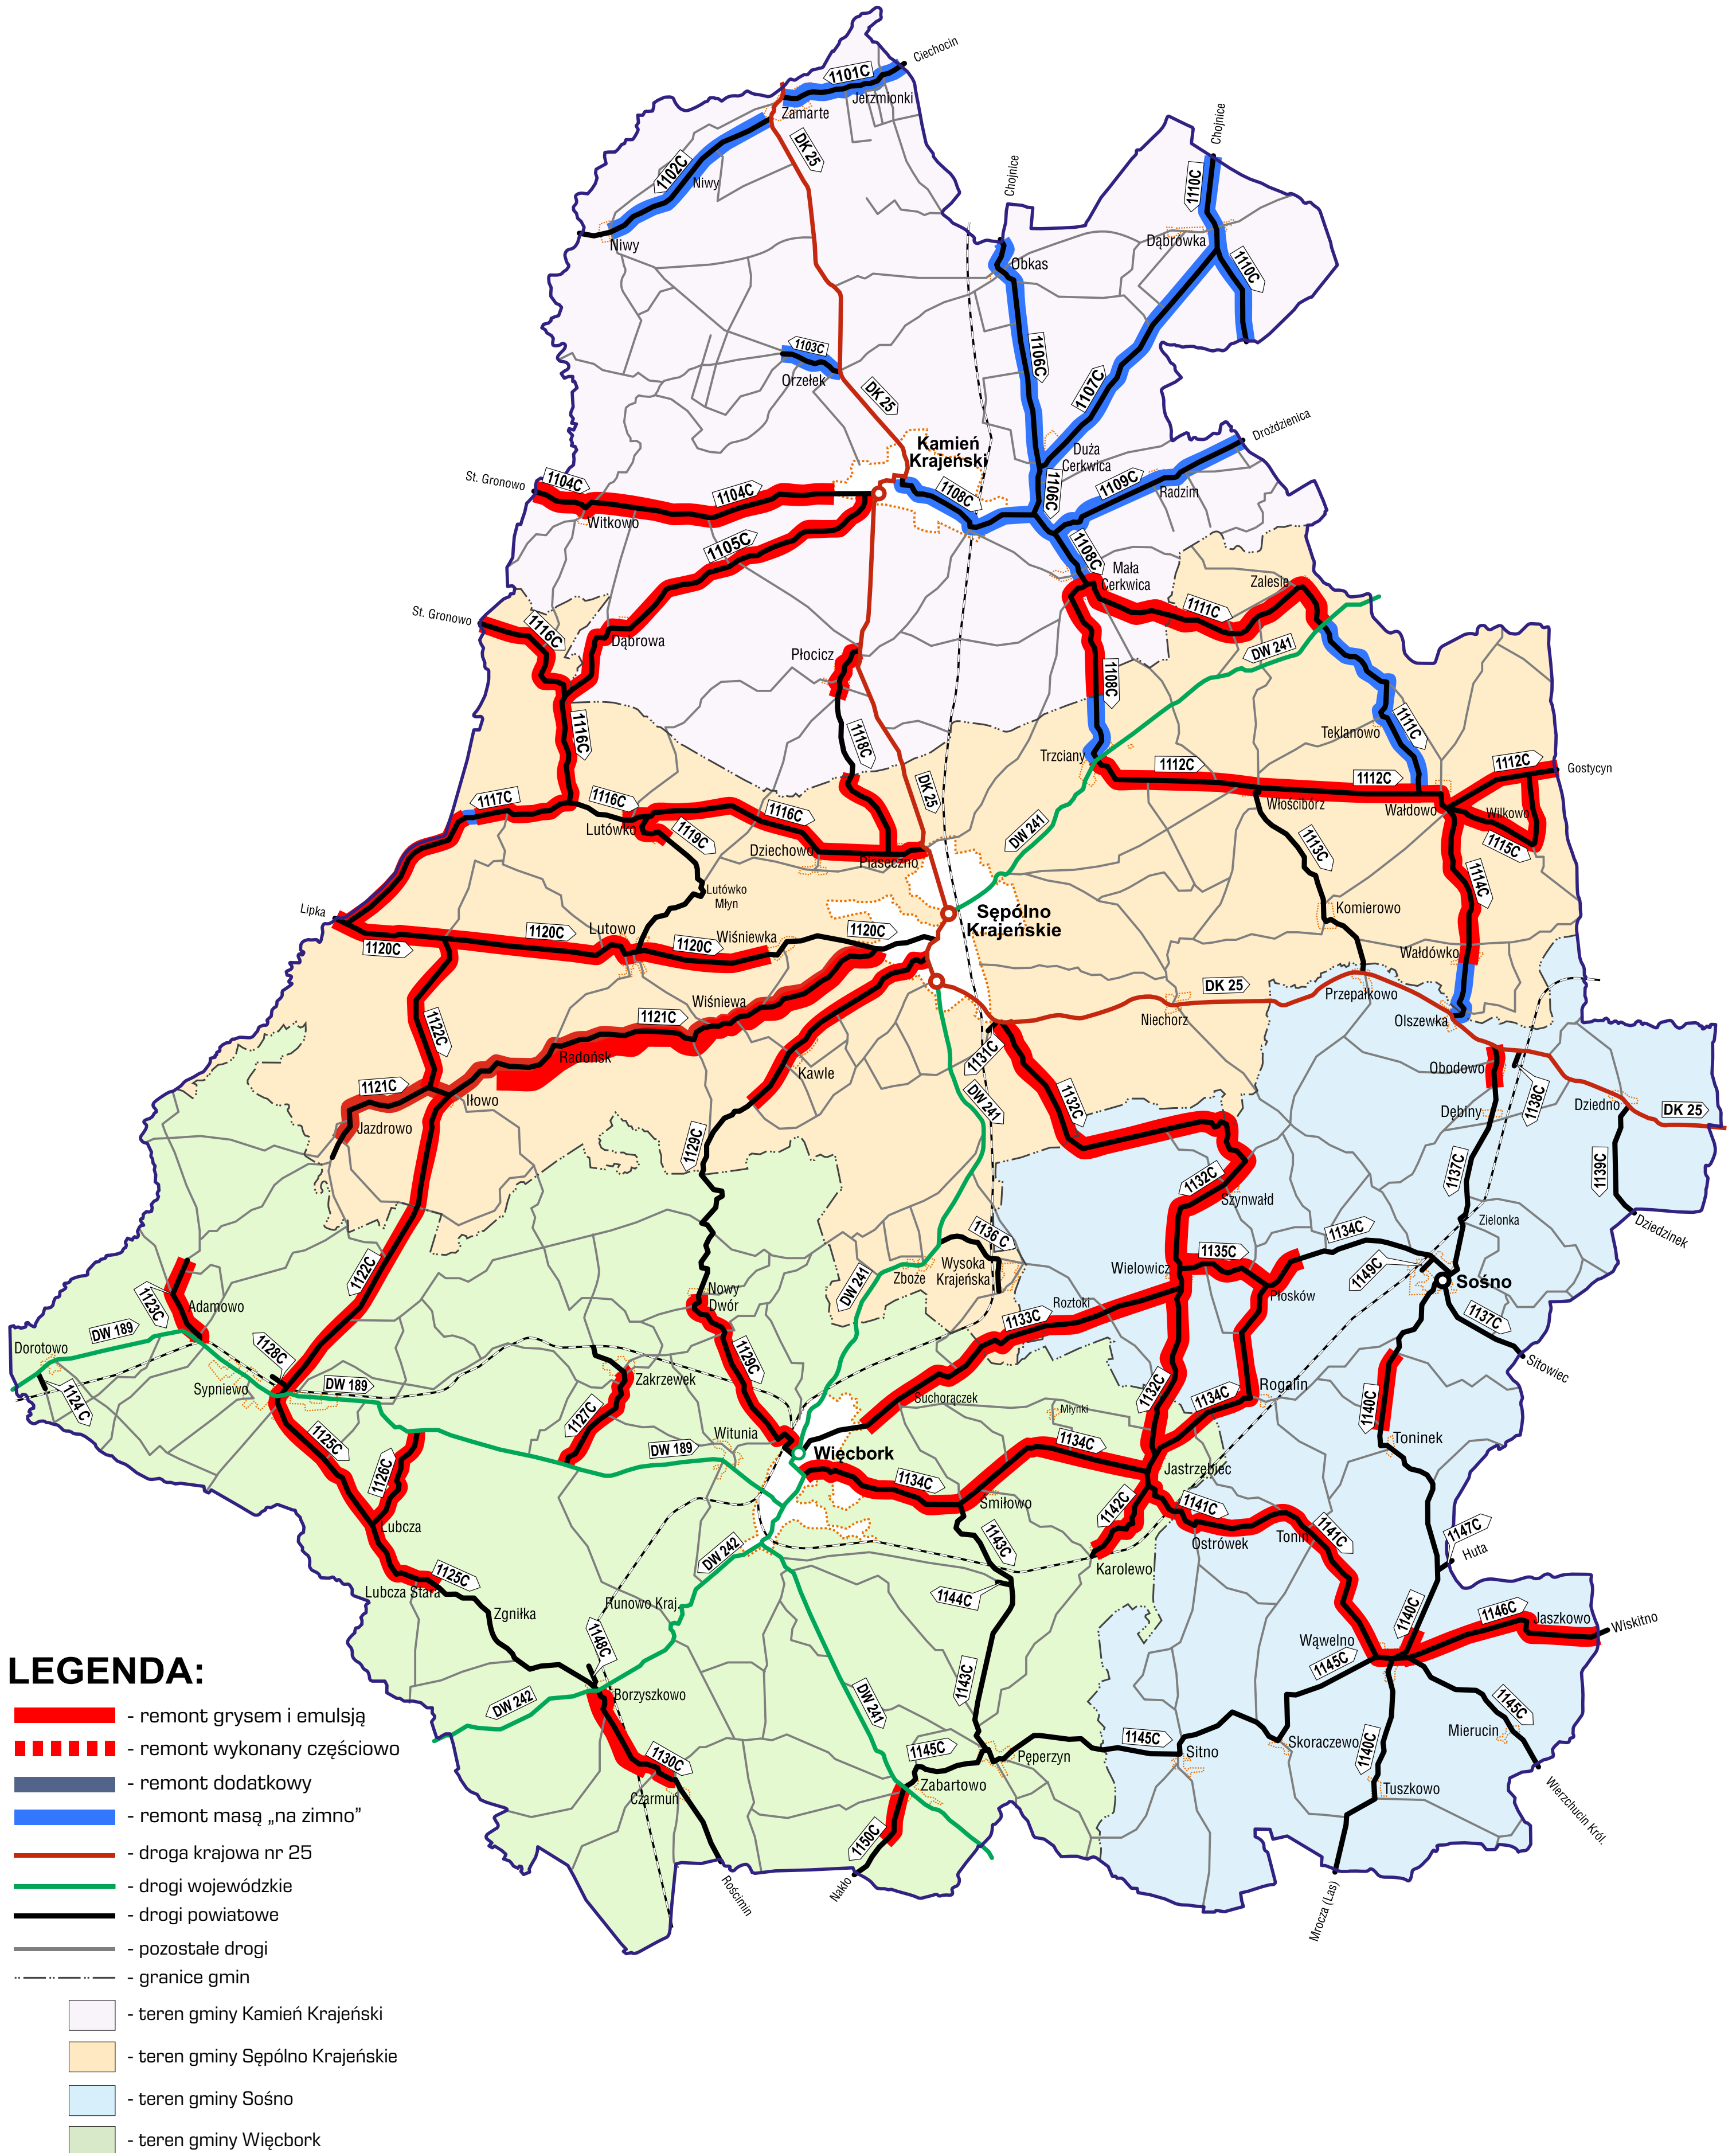 Ciechocin
1101C
Jerzmionki
Zamarte
DK 25
1102C
Niwy
Niwy
Chojnice
Chojnice
1110C
Dąbrówka
1110C
Obkas
1103C
Orzełek
DK 25
1106C
1107C
Kamień
Krajeński
Duża
Cerkwica
Drożdzienica
St. Gronowo
1104C
1104C
Witkowo
1108C
1106C
1109C
Radzim
1105C
1108C
Mała
Cerkwica
Zalesie
St. Gronowo
1116C
Dąbrowa
1111C
DW 241
Płocicz
1108C
1116C
1118C
Teklanowo
1111C
Trzciany
1112C
1112C
1112C
Gostycyn
DK 25
1117C
1116C
1116C
Lutówko
1119C
Dziechowo
Piaseczno
DW 241
Włościbórz
Wałdowo
Wilkowo
1115C
1113C
1114C
Lutówko
Młyn
Lipka
1120C
1120C
Lutowo
1120C
Wiśniewka
1120C
Sępólno
Krajeńskie
Komierowo
Wałdówko
1122C
Wiśniewa
1121C
Radońsk
DK 25
Niechorz
Przepałkowo
Olszewka
1131C
Kawle
1121C
Iłowo
Jazdrowo
DW 241
1132C
Obodowo
1138C
Dębiny
Dziedno
DK 25
1129C
1137C
1139C
1132C
Szynwałd
Zielonka
Dziedzinek
1136 C
Wysoka
Krajeńska
Zboże
1134C
1135C
Wielowicz
1149C
Sośno
Płosków
1122C
1123C
Adamowo
DW 189
Dorotowo
DW 241
Nowy
Dwór
Roztoki
1133C
1137C
Sitowiec
1128C
Sypniewo
DW 189
1124 C
1129C
Zakrzewek
1127C
Suchorączek
Młynki
1132C
1134C
Rogalin
1140C
Toninek
1125C
1126C
Witunia
DW 189
Więcbork
1134C
1134C
Jastrzębiec
Śmiłowo
1142C
1141C
Ostrówek
Tonin
1141C
1147C
Huta
Lubcza
DW 242
1143C
Karolewo
1144C
Lubcza Stara
1125C
Zgniłka
Runowo Kraj.
1148C
1140C
1146C
Jaszkowo
Wiskitno
Wąwelno
1145C
LEGENDA:
Borzyszkowo
DW 242
DW 241
1143C
1145C
Mierucin
1145C
1145C
Skoraczewo
1140C
Sitno
Pęperzyn
1130C
Czarmuń
Zabartowo
Tuszkowo
Wierzchucin Król.
1150C
Nakło
Rościmin
Mrocza (Las)
- remont grysem i emulsją
- remont wykonany częściowo
- remont dodatkowy
- remont masą „na zimno”
- droga krajowa nr 25
- drogi wojewódzkie
- drogi powiatowe
- pozostałe drogi
- granice gmin
- teren gminy Kamień Krajeński
- teren gminy Sępólno Krajeńskie
- teren gminy Sośno
- teren gminy Więcbork